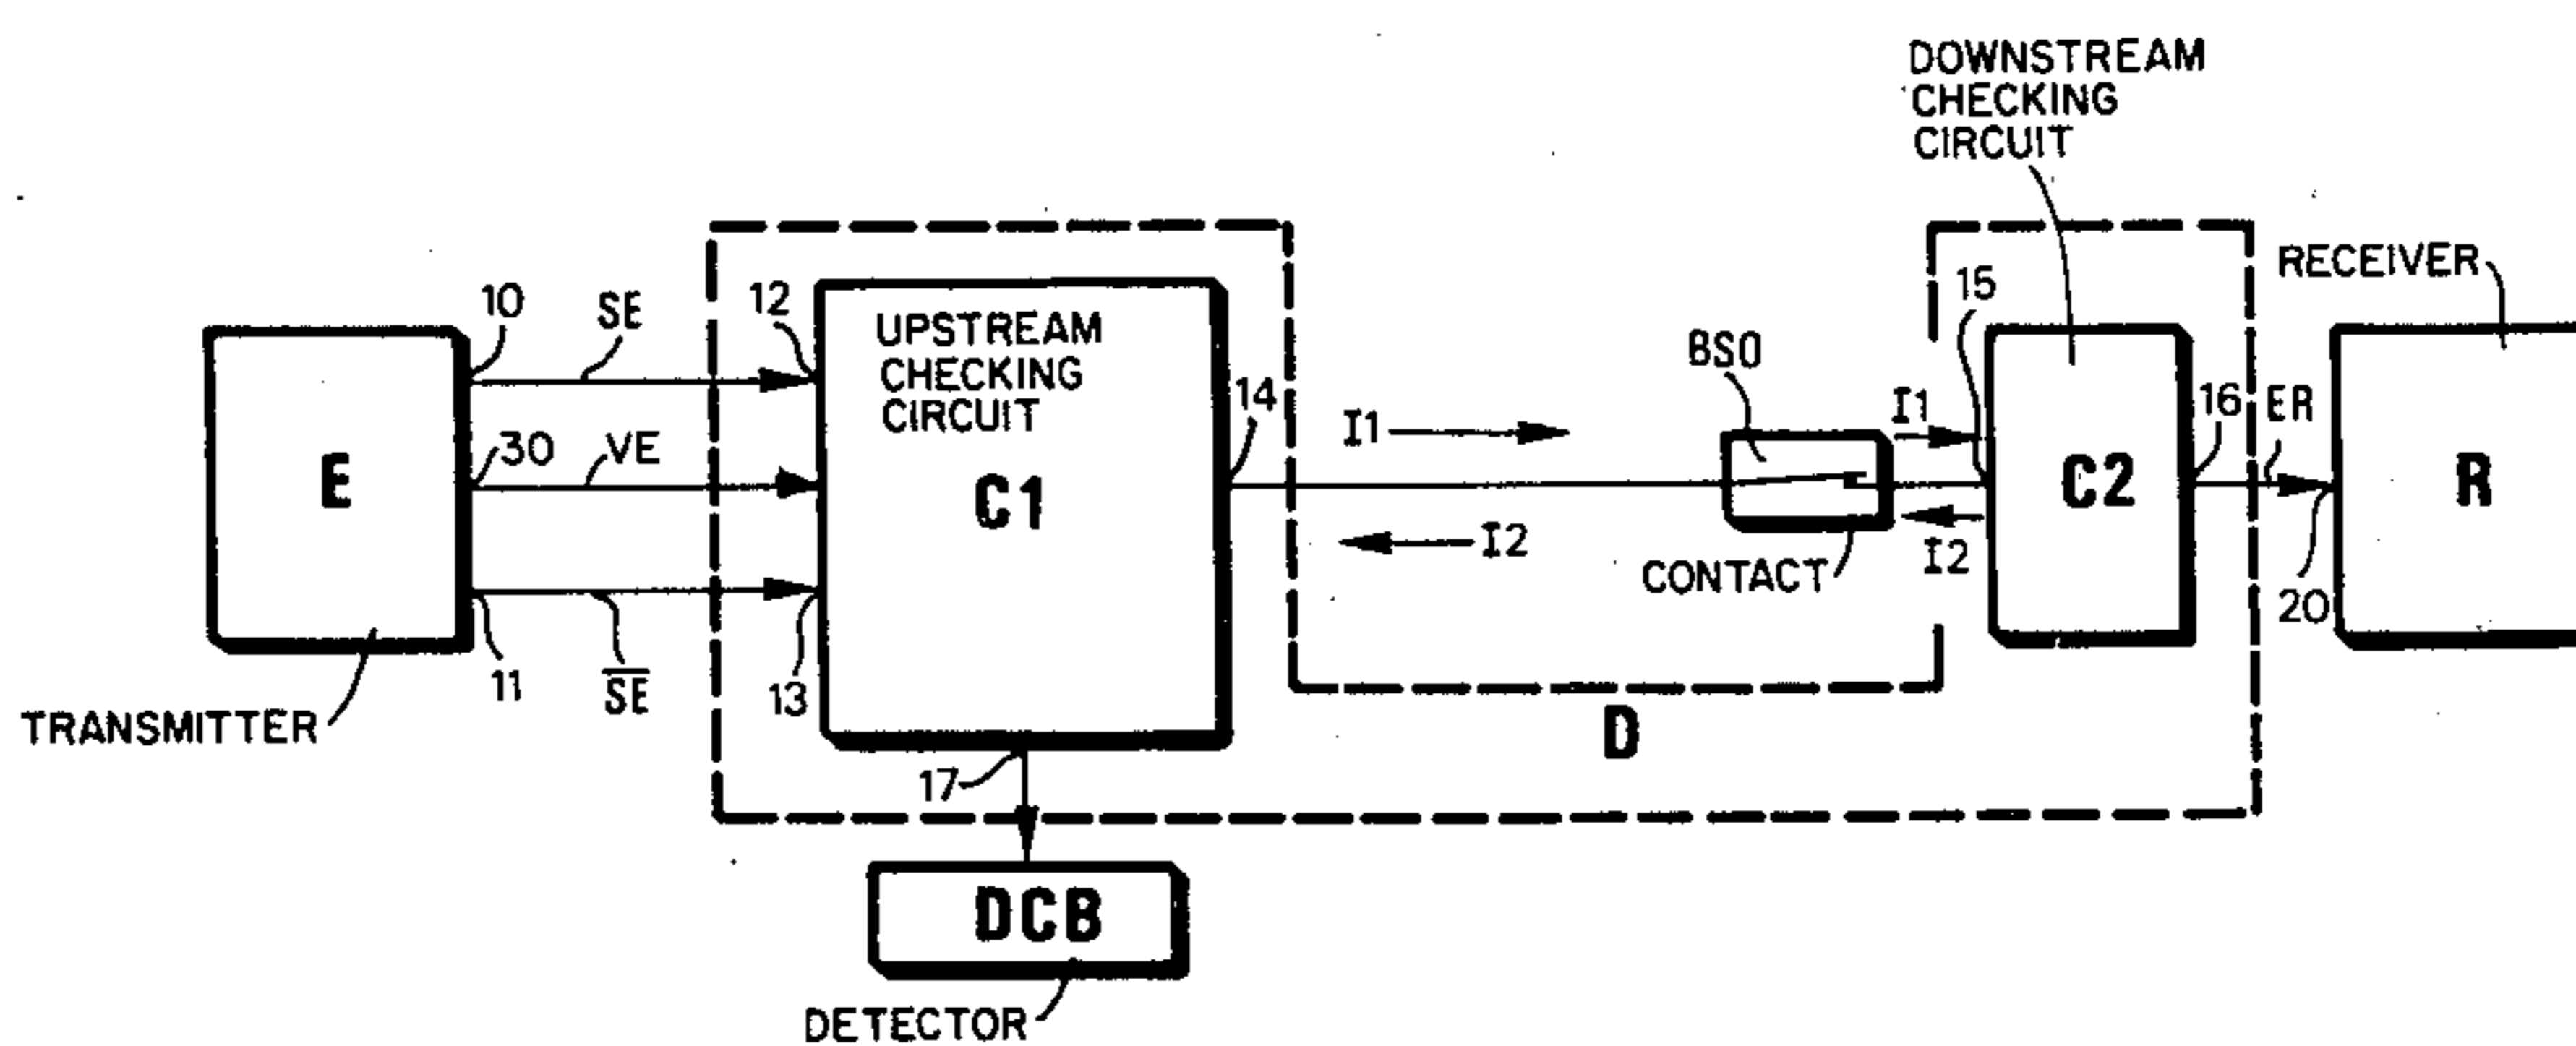 DOWNSTREAM
CHECKING
CIRCUIT
RECEIVER
10
SE
12
UPSTREAM
CHECKING
CIRCUIT
BSO
15
14
I1
I1
16
ER
E
30
VE
C1
C2
R
I2
I2
CONTACT
20
11
S̅E̅
13
TRANSMITTER
17
D
DCB
DETECTOR